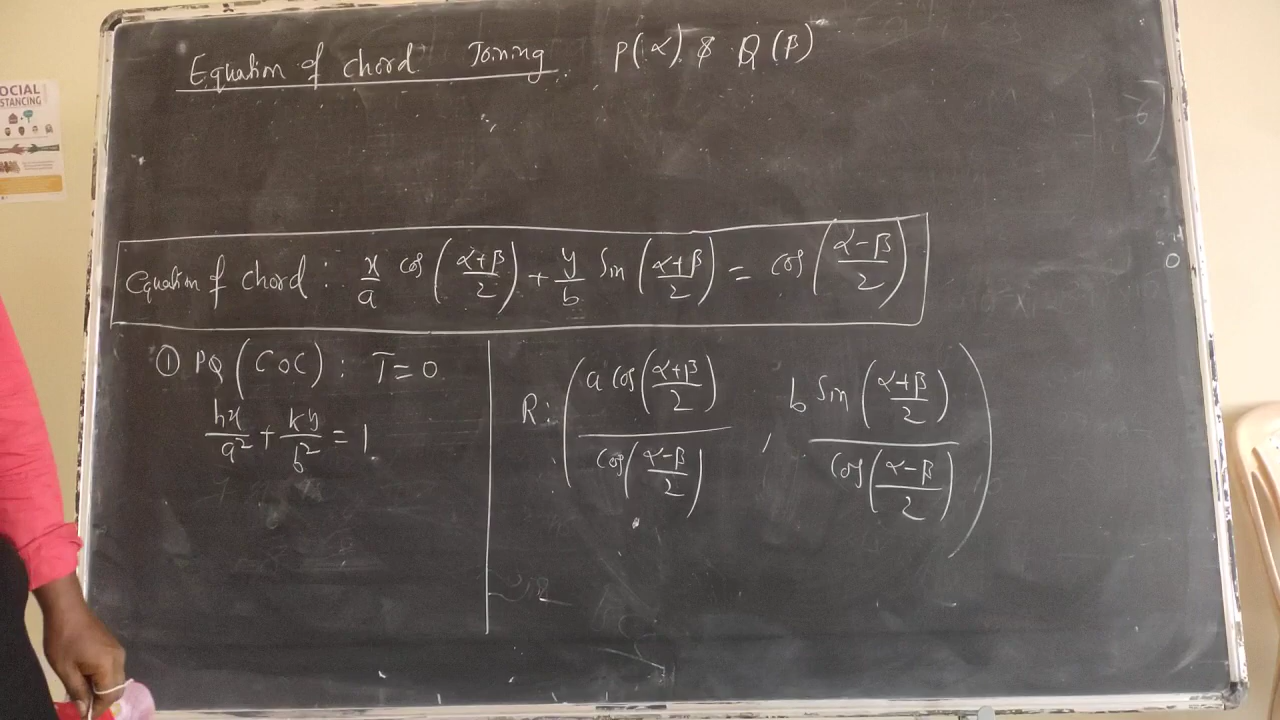 OCIAL
STANCING
Equation of chord Joining P(α) & Q(β)
Equation of chord: x/a cos((α+β)/2) + y/b Sin((α+β)/2) = cos((α-β)/2)
① PQ (COC): T=0
hx/a² + ky/b² = 1
R: (a cos((α+β)/2) / cos((α-β)/2), b Sin((α+β)/2) / cos((α-β)/2))